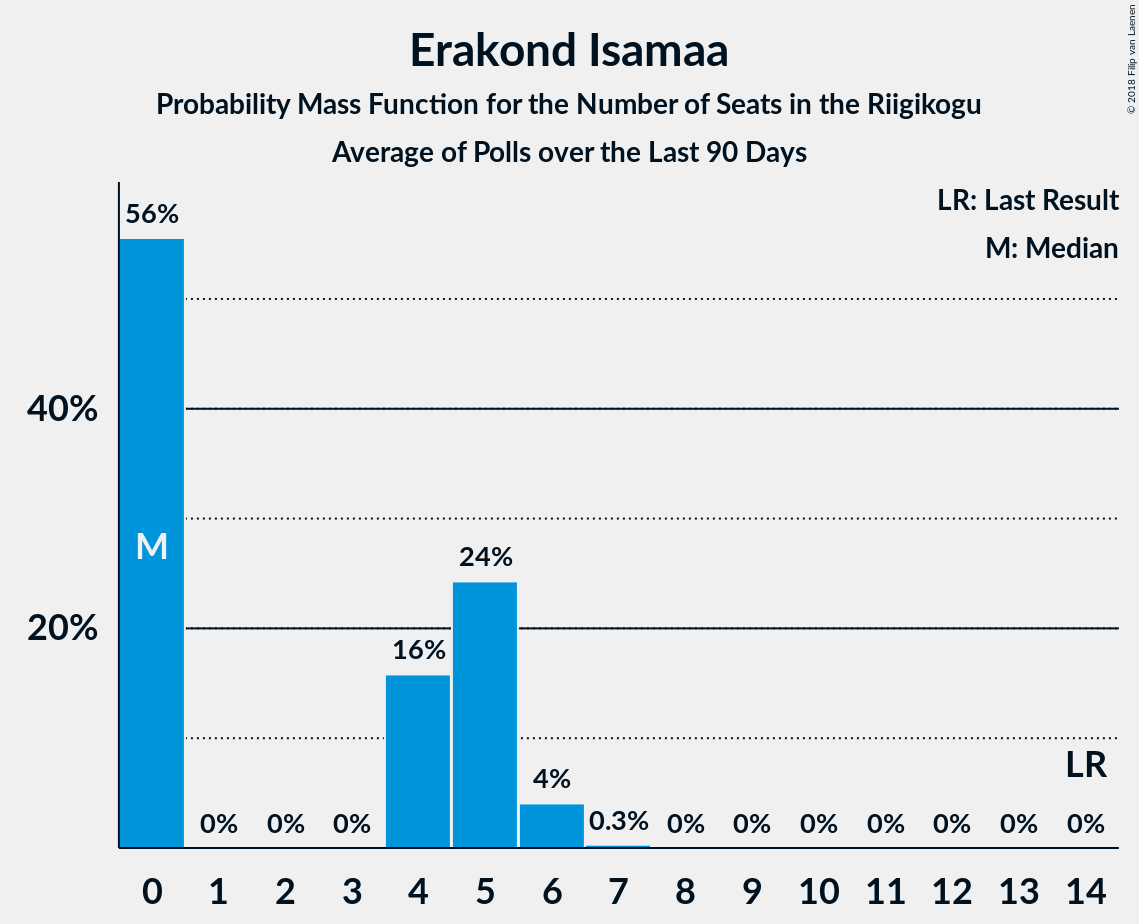 Erakond Isamaa
Probability Mass Function for the Number of Seats in the Riigikogu
Average of Polls over the Last 90 Days
© 2018 Filip van Laenen
LR: Last Result
M: Median
56%
40%
M
24%
20%
16%
LR
4%
0% 0% 0% 0.3% 0% 0% 0% 0% 0% 0% 0%
0 1 2 3 4 5 6 7 8 9 10 11 12 13 14